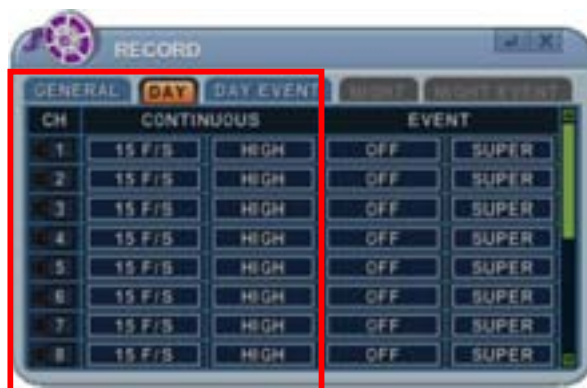 RECORD
GENERAL DAY DAY EVENT NIGHT NIGHT EVENT
CH CONTINUOUS EVENT
1 15 F/S HIGH OFF SUPER
2 15 F/S HIGH OFF SUPER
3 15 F/S HIGH OFF SUPER
4 15 F/S HIGH OFF SUPER
5 15 F/S HIGH OFF SUPER
6 15 F/S HIGH OFF SUPER
7 15 F/S HIGH OFF SUPER
8 15 F/S HIGH OFF SUPER